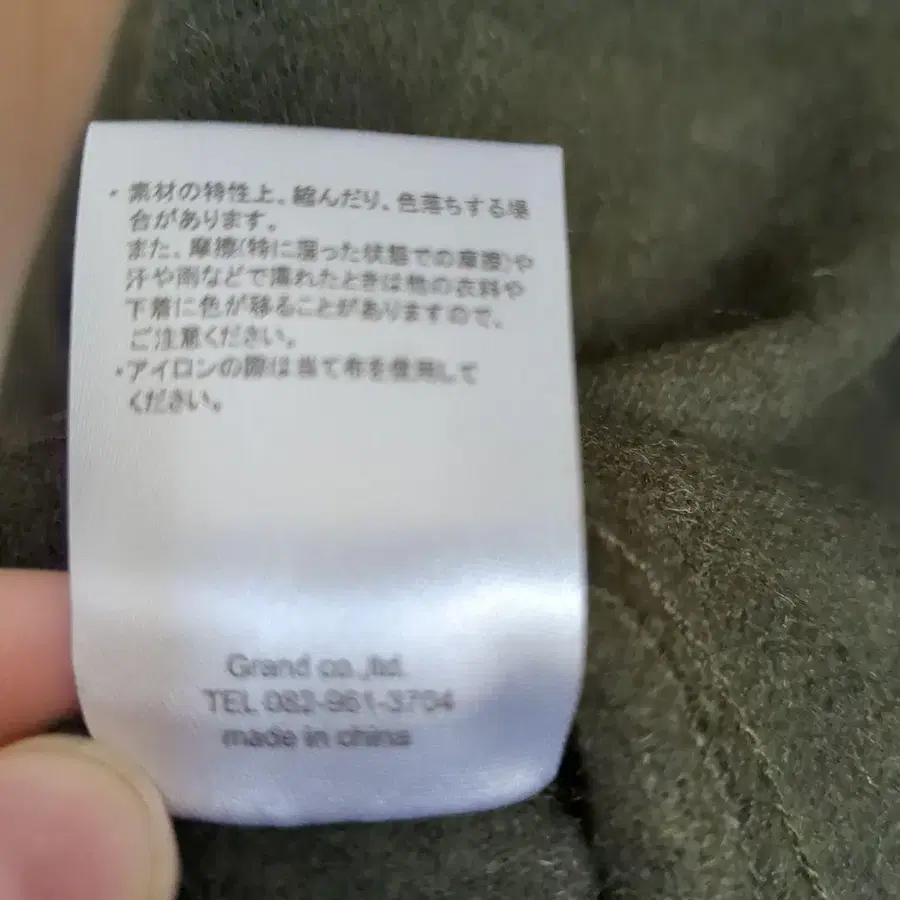 ・素材の特性上、縮んだり、色落ちする場
合があります。
また、摩擦(特に湿った状態での摩擦)や
汗や雨などで濡れたときは他の衣料や
下着に色が移ることがありますので、
ご注意ください。
・アイロンの際は当て布を使用して
ください。
Grand co.,ltd.
TEL 082-961-3704
made in china